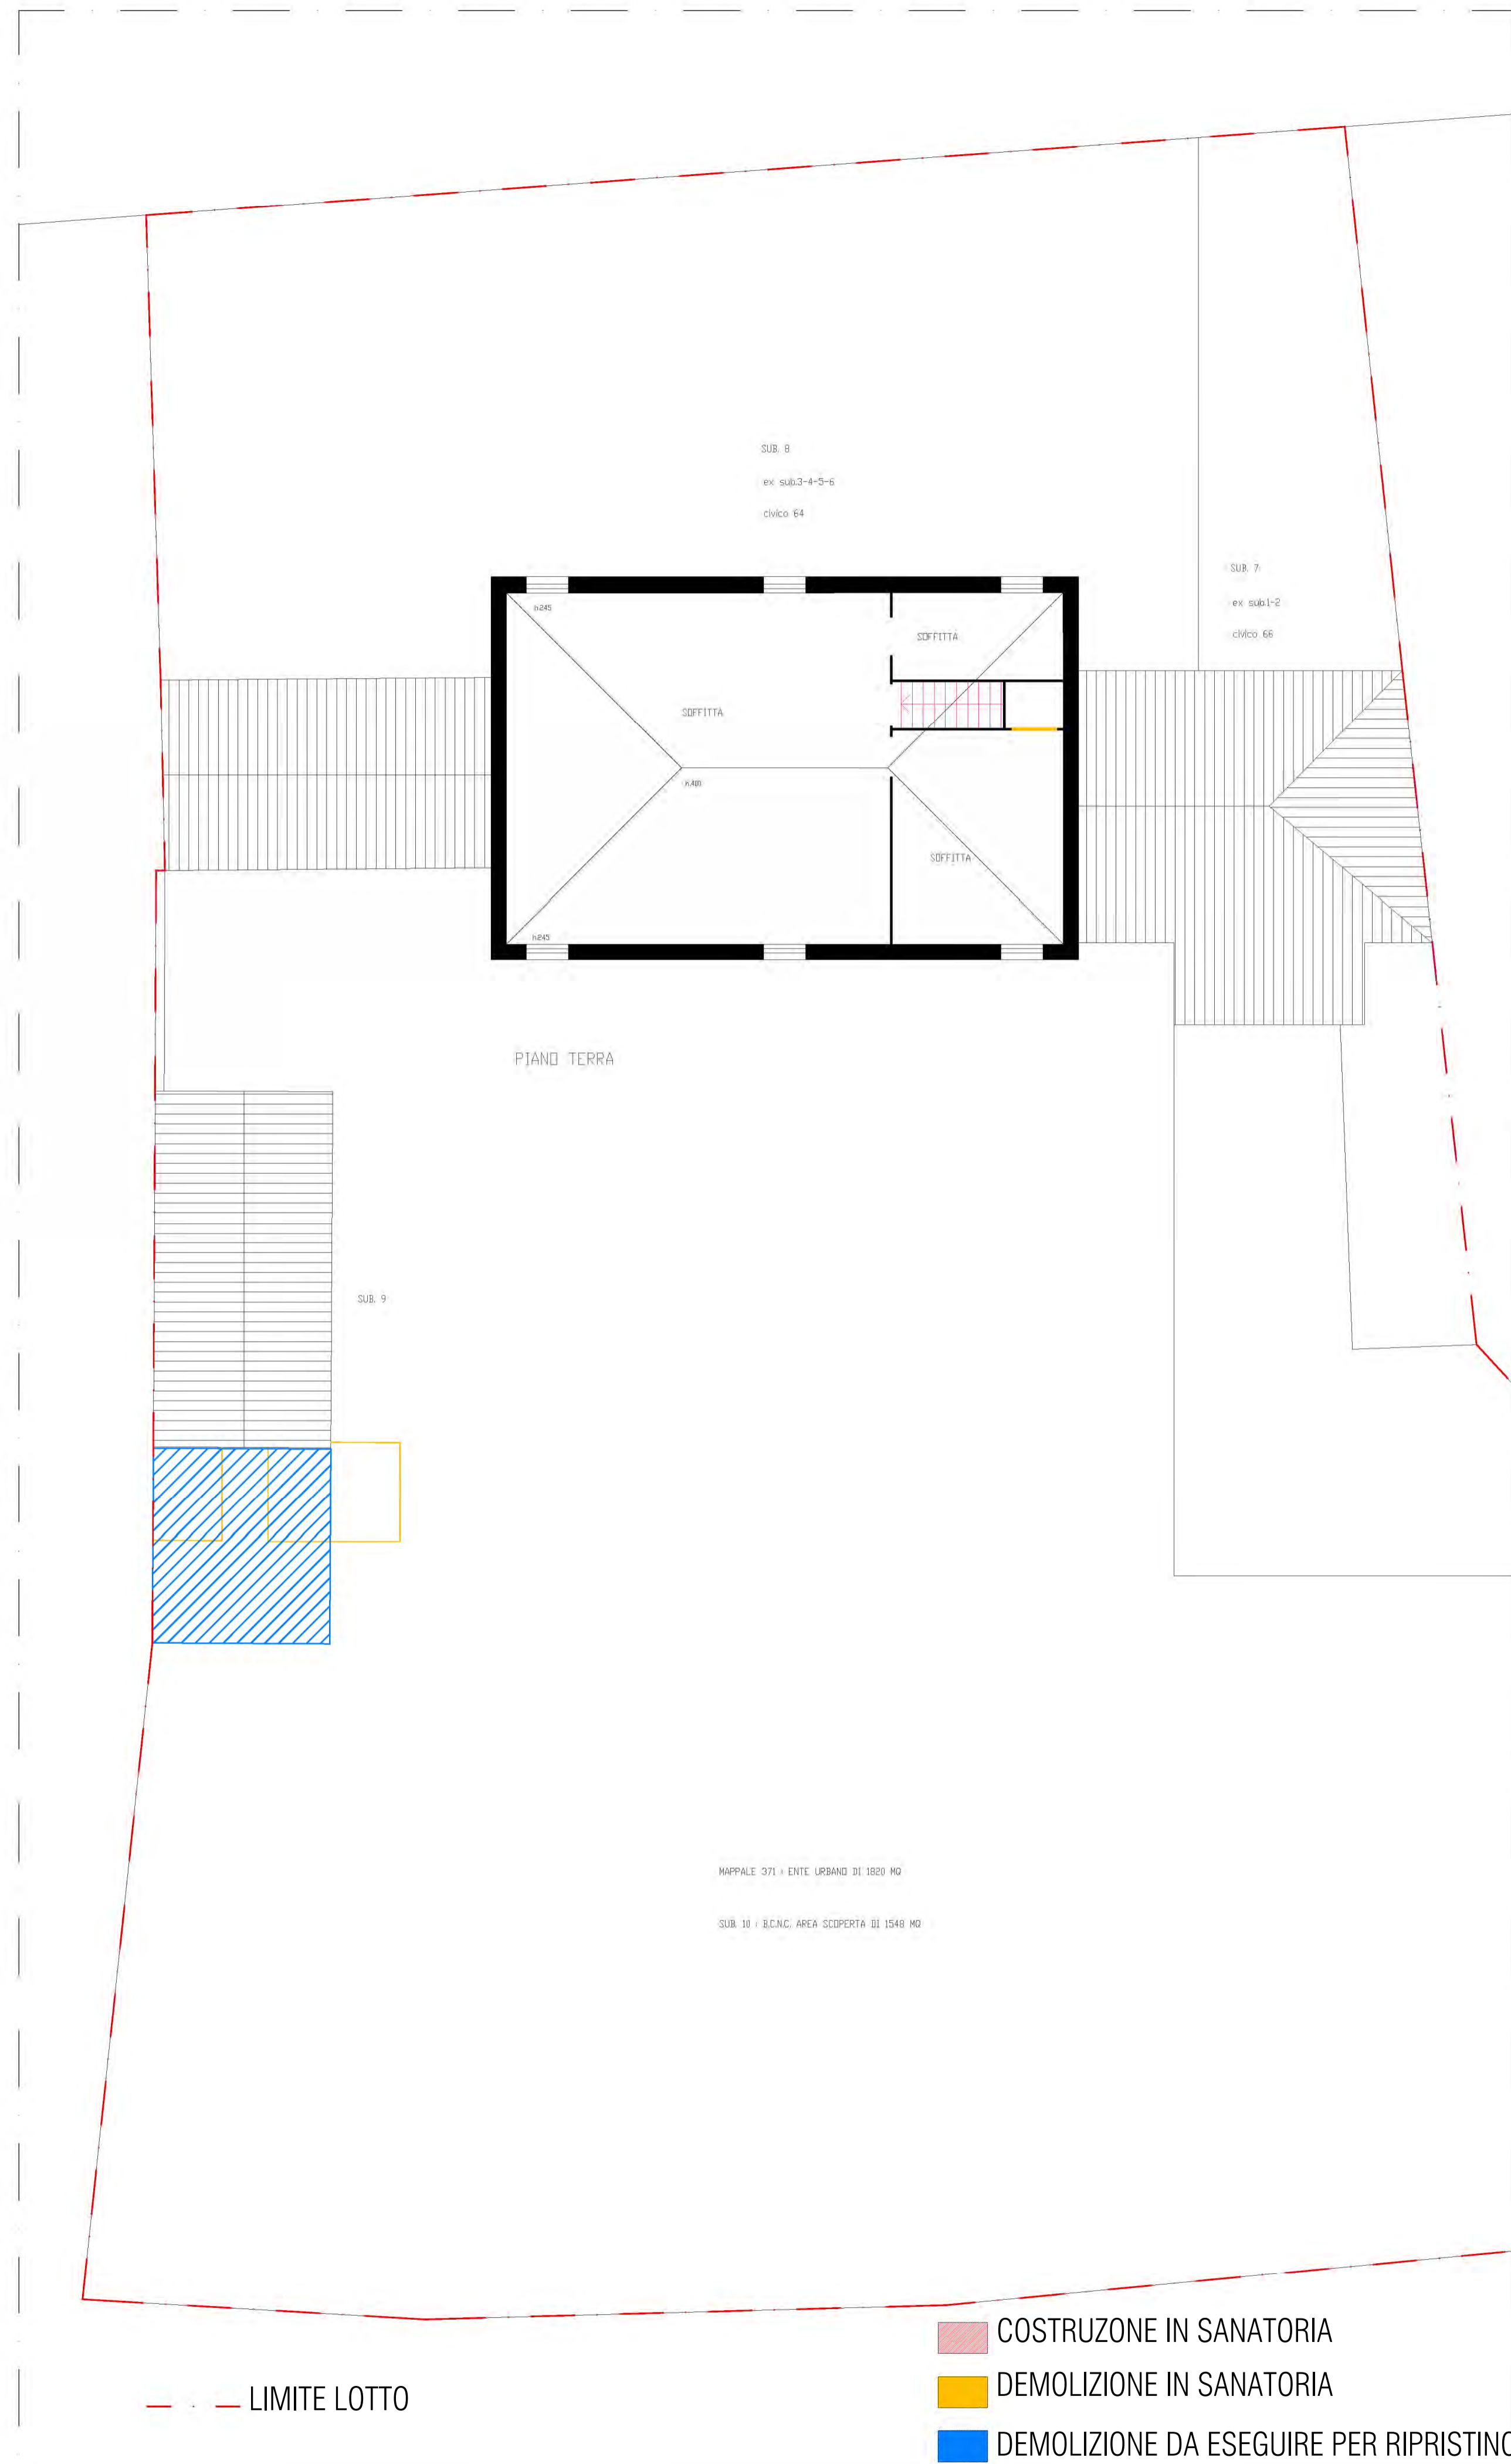 SUB. 8
ex sub.3-4-5-6
civico 64
SUB. 7
ex sub.1-2
civico 66
h245
SOFFITTA
SOFFITTA
h.401
SOFFITTA
h245
PIANO TERRA
SUB. 9
MAPPALE 371 : ENTE URBANO DI 1820 MQ
SUB. 10 : B.C.N.C. AREA SCOPERTA DI 1548 MQ
COSTRUZONE IN SANATORIA
DEMOLIZIONE IN SANATORIA
LIMITE LOTTO
DEMOLIZIONE DA ESEGUIRE PER RIPRISTINO